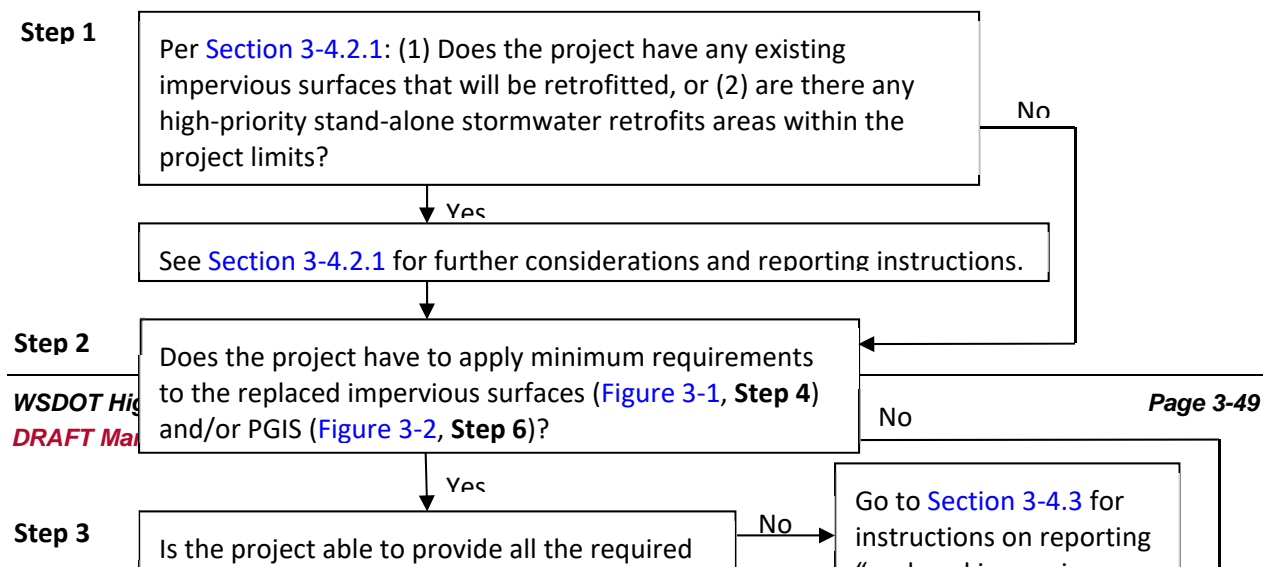 Step 1
Per Section 3-4.2.1: (1) Does the project have any existing
impervious surfaces that will be retrofitted, or (2) are there any
high-priority stand-alone stormwater retrofits areas within the
project limits?
No
Yes
See Section 3-4.2.1 for further considerations and reporting instructions.
Step 2
Does the project have to apply minimum requirements
to the replaced impervious surfaces (Figure 3-1, Step 4)
and/or PGIS (Figure 3-2, Step 6)?
WSDOT
Page 3-49
DRAFT
No
Yes
Step 3
Is the project able to provide all the required
No
Go to Section 3-4.3 for
instructions on reporting